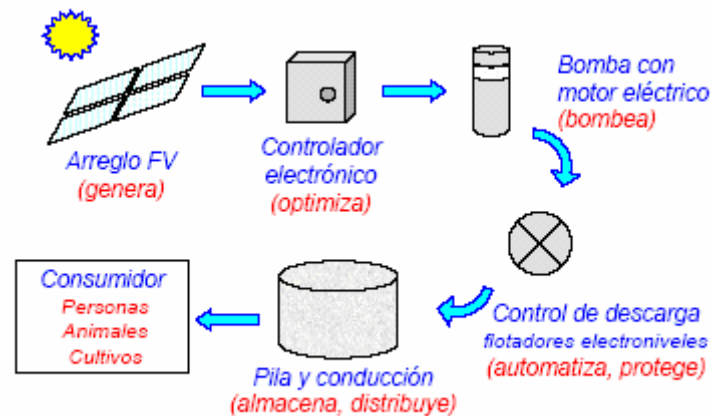 Arreglo FV
(genera)
Controlador
electrónico
(optimiza)
Bomba con
motor eléctrico
(bombea)
Control de descarga
flotadores electroniveles
(automatiza, protege)
Pila y conducción
(almacena, distribuye)
Consumidor
Personas
Animales
Cultivos